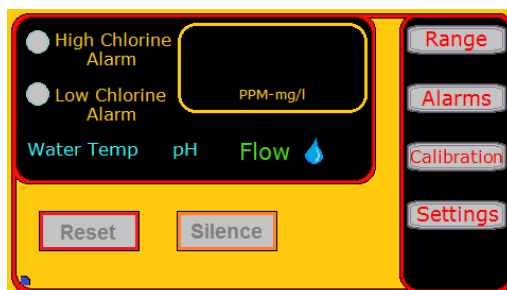 High Chlorine
Alarm
Low Chlorine
Alarm
PPM-mg/l
Water Temp pH Flow
Reset
Silence
Range
Alarms
Calibration
Settings